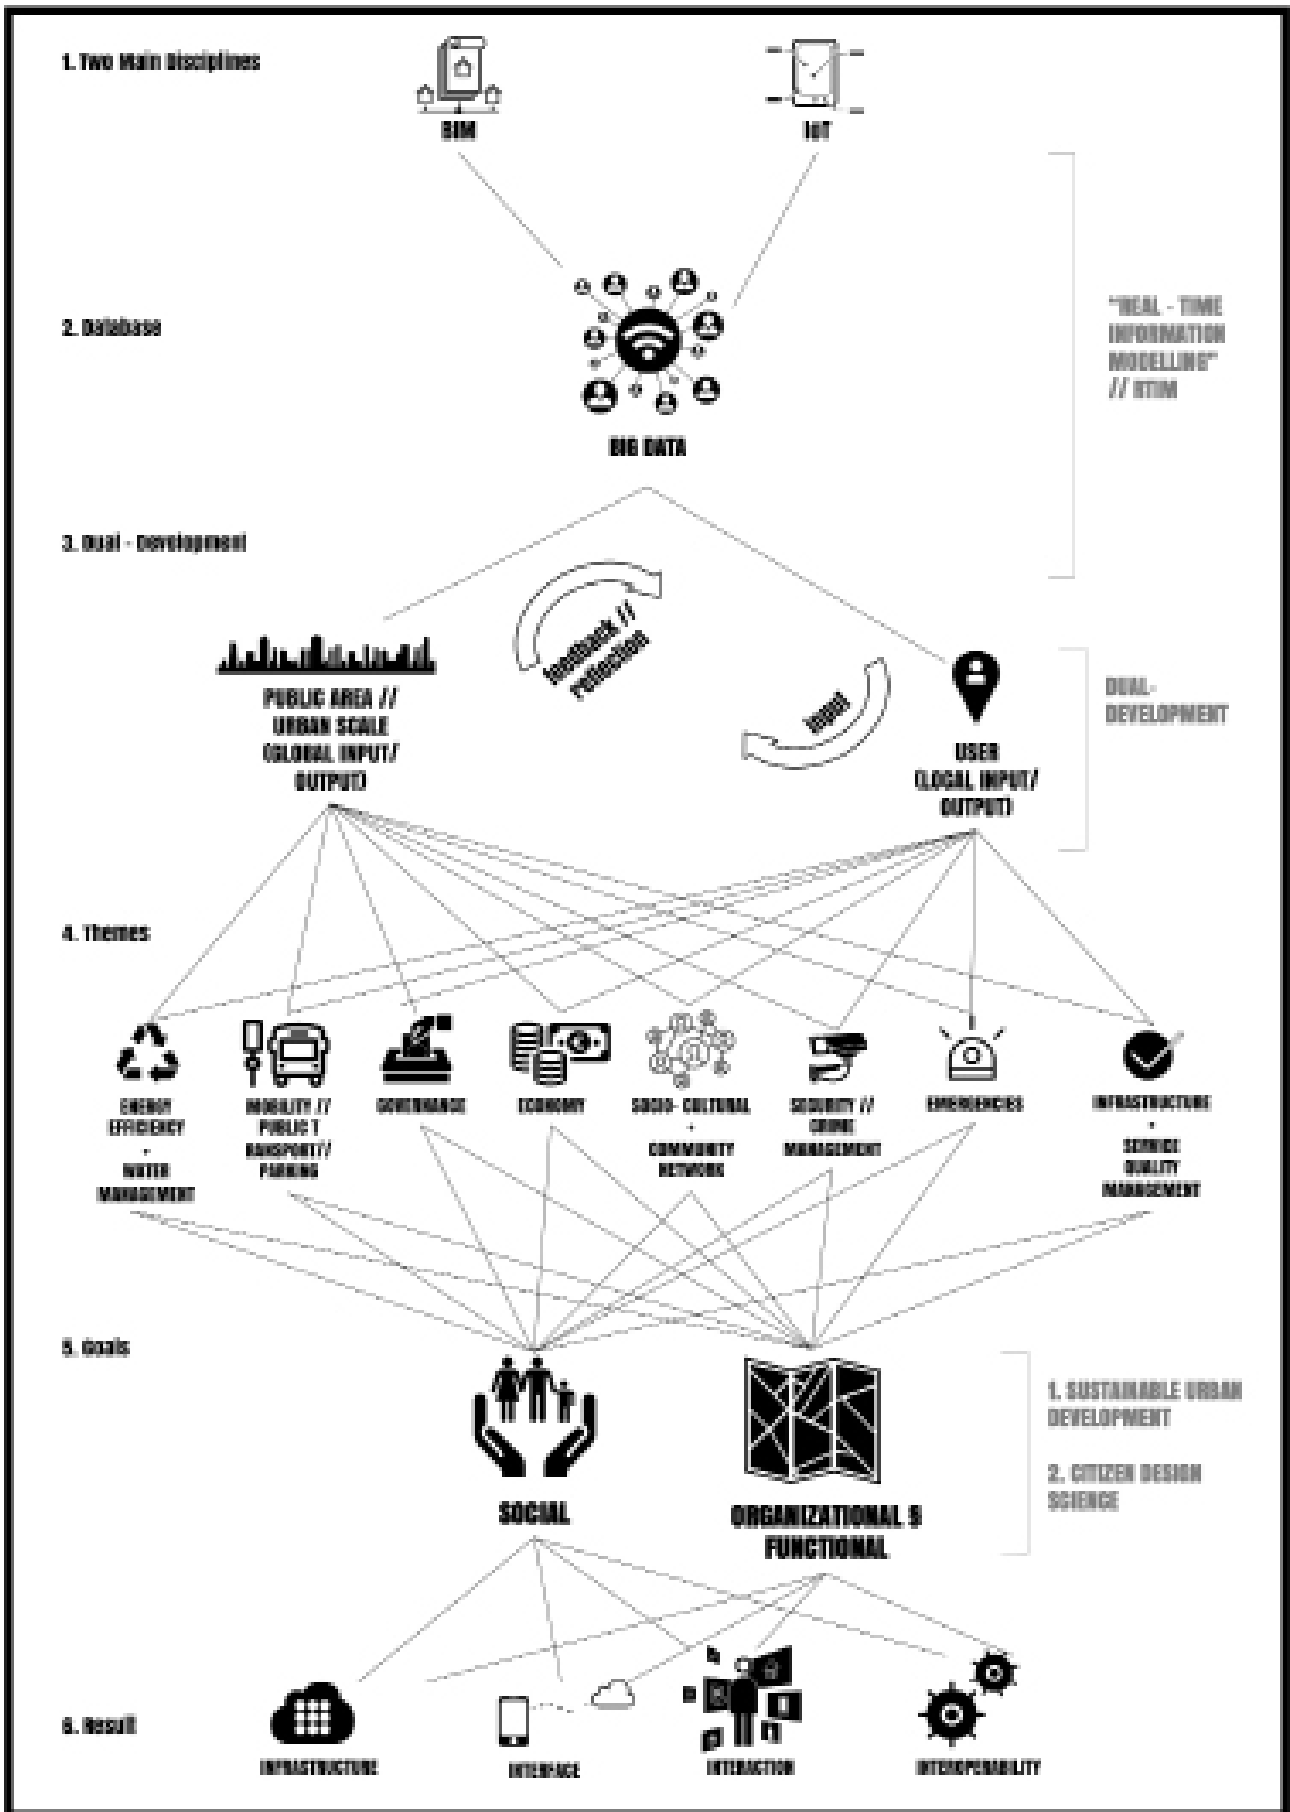 1. Two Main Disciplines
BIM
IoT
2. Database
"REAL - TIME
INFORMATION
MODELLING"
// RTIM
BIG DATA
3. Dual - Development
feedback //
reflection
input
PUBLIC AREA //
URBAN SCALE
(GLOBAL INPUT/
OUTPUT)
USER
(LOCAL INPUT/
OUTPUT)
DUAL-
DEVELOPMENT
4. Themes
ENERGY
EFFICIENCY
+
WATER
MANAGEMENT
MOBILITY //
PUBLIC T
RANSPORT//
PARKING
GOVERNANCE
ECONOMY
SOCIO- CULTURAL
+
COMMUNITY
NETWORK
SECURITY //
CRIME
MANAGEMENT
EMERGENCIES
INFRASTRUCTURE
+
SERVICE
QUALITY
MANAGEMENT
5. Goals
SOCIAL
ORGANIZATIONAL $
FUNCTIONAL
1. SUSTAINABLE URBAN
DEVELOPMENT
2. CITIZEN DESIGN
SCIENCE
6. Result
INFRASTRUCTURE
INTERFACE
INTERACTION
INTEROPERABILITY